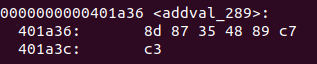 0000000000401a36 <addval_289>:
401a36: 8d 87 35 48 89 c7
401a3c: c3